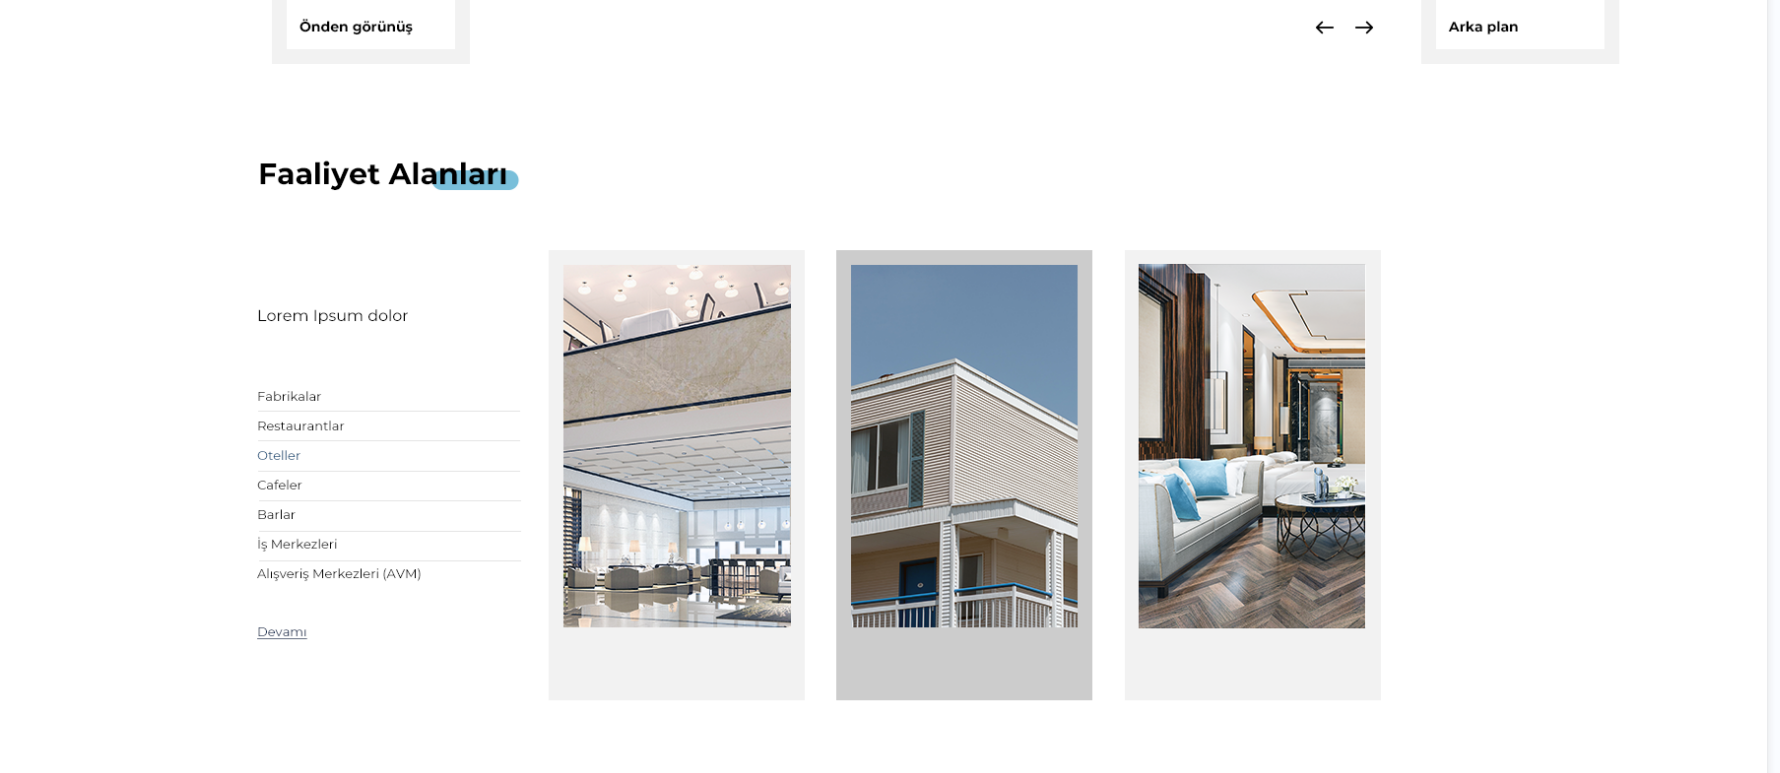 Önden görünüş
Arka plan
Faaliyet Alanları
Lorem Ipsum dolor
Fabrikalar
Restaurantlar
Oteller
Cafeler
Barlar
İş Merkezleri
Alışveriş Merkezleri (AVM)
Devamı